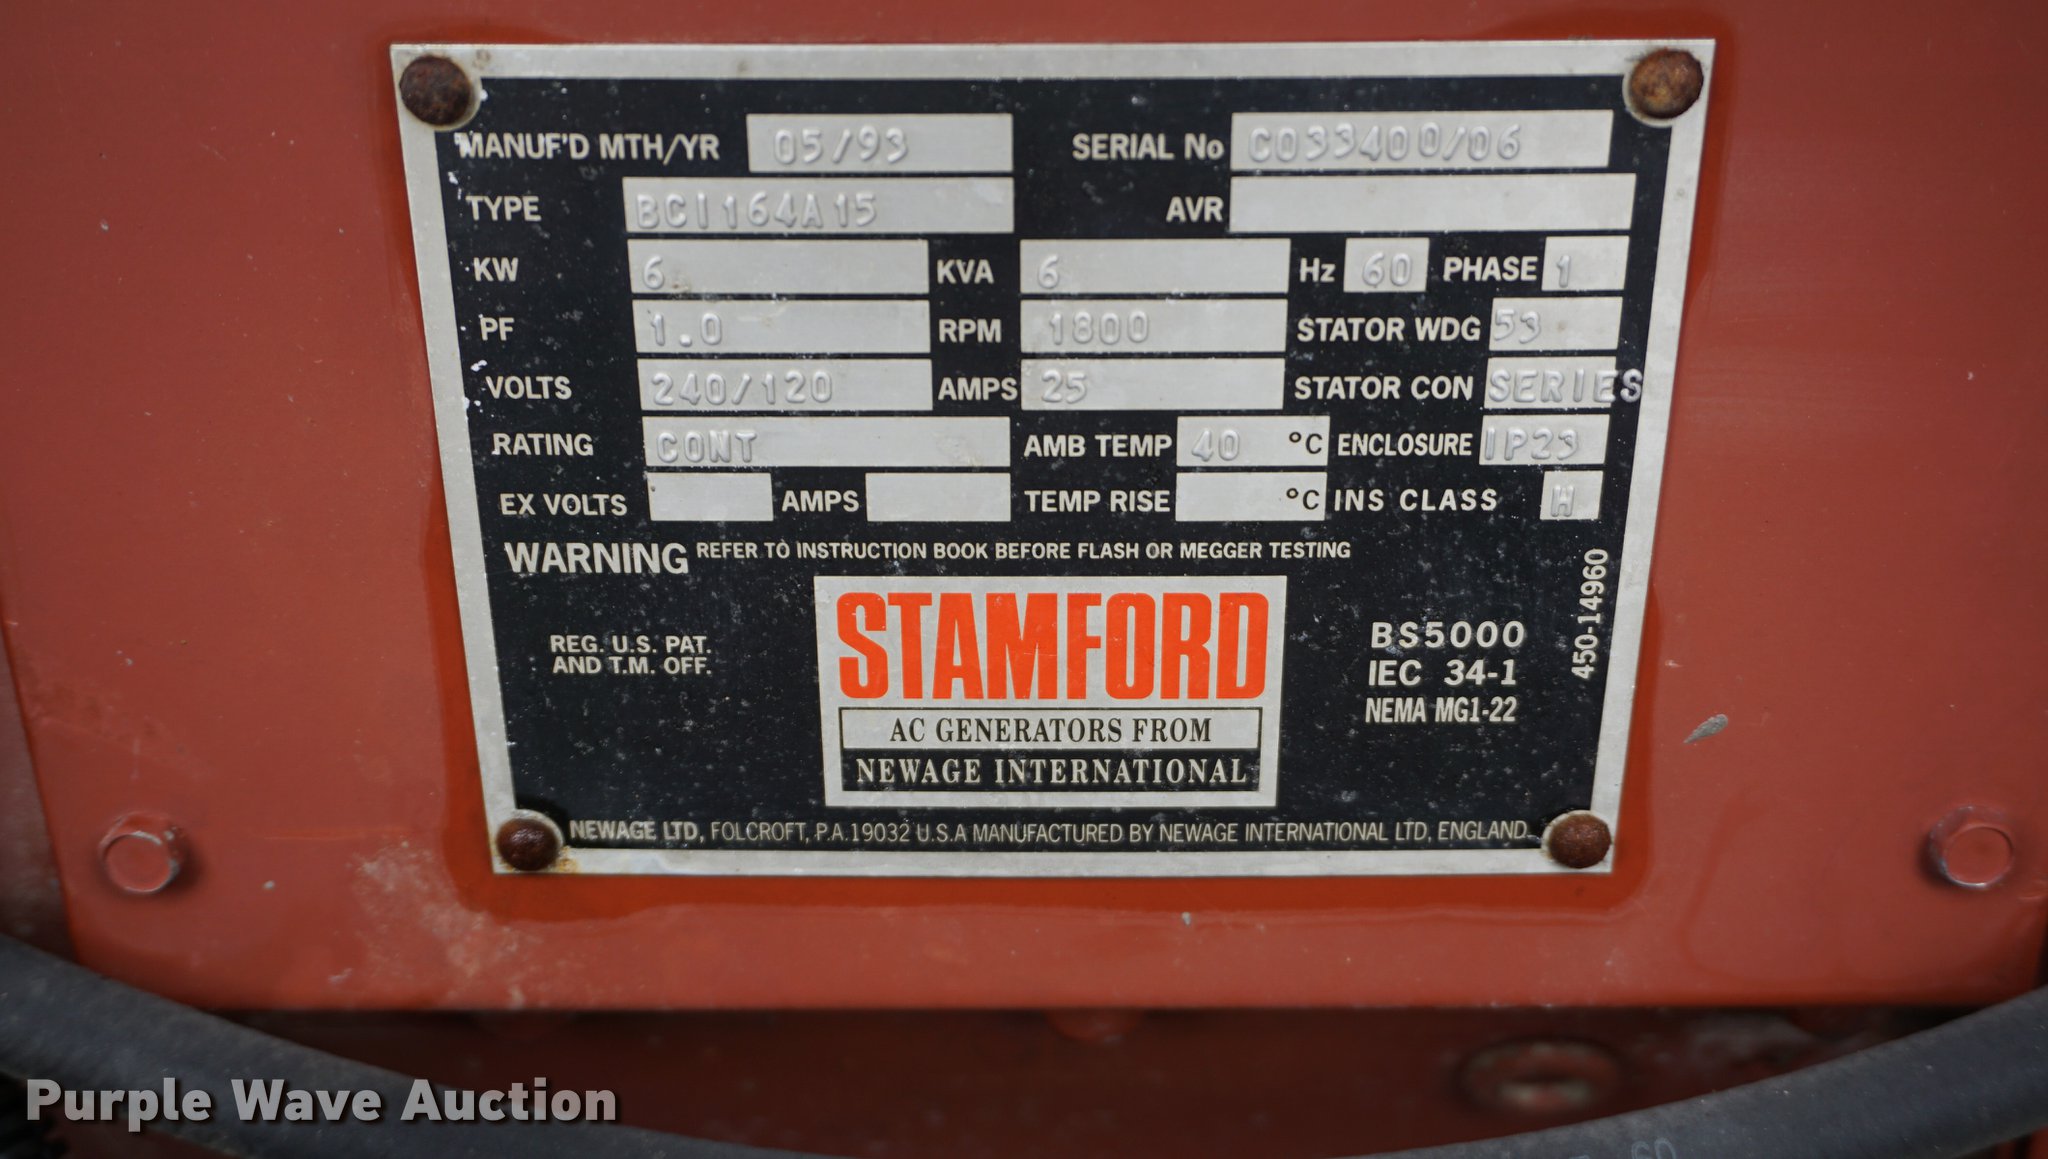 MANUF'D MTH/YR 05/93 SERIAL No C033400/06
TYPE BCI164A15 AVR
KW 6 KVA 6 Hz 60 PHASE 1
PF 1.0 RPM 1800 STATOR WDG 53
VOLTS 240/120 AMPS 25 STATOR CON SERIES
RATING CONT AMB TEMP 40 °C ENCLOSURE IP23
EX VOLTS AMPS TEMP RISE °C INS CLASS H
WARNING REFER TO INSTRUCTION BOOK BEFORE FLASH OR MEGGER TESTING
REG. U.S. PAT.
AND T.M. OFF.
STAMFORD
AC GENERATORS FROM
NEWAGE INTERNATIONAL
BS5000
IEC 34-1
NEMA MG1-22
450-14960
NEWAGE LTD, FOLCROFT, P.A.19032 U.S.A MANUFACTURED BY NEWAGE INTERNATIONAL LTD, ENGLAND.
Purple Wave Auction